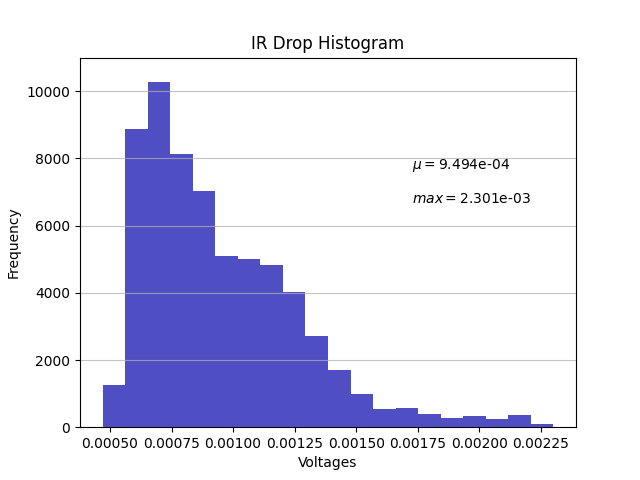 IR Drop Histogram
10000
8000
6000
4000
2000
0
Frequency
μ = 9.494e-04
max = 2.301e-03
0.00050 0.00075 0.00100 0.00125 0.00150 0.00175 0.00200 0.00225
Voltages